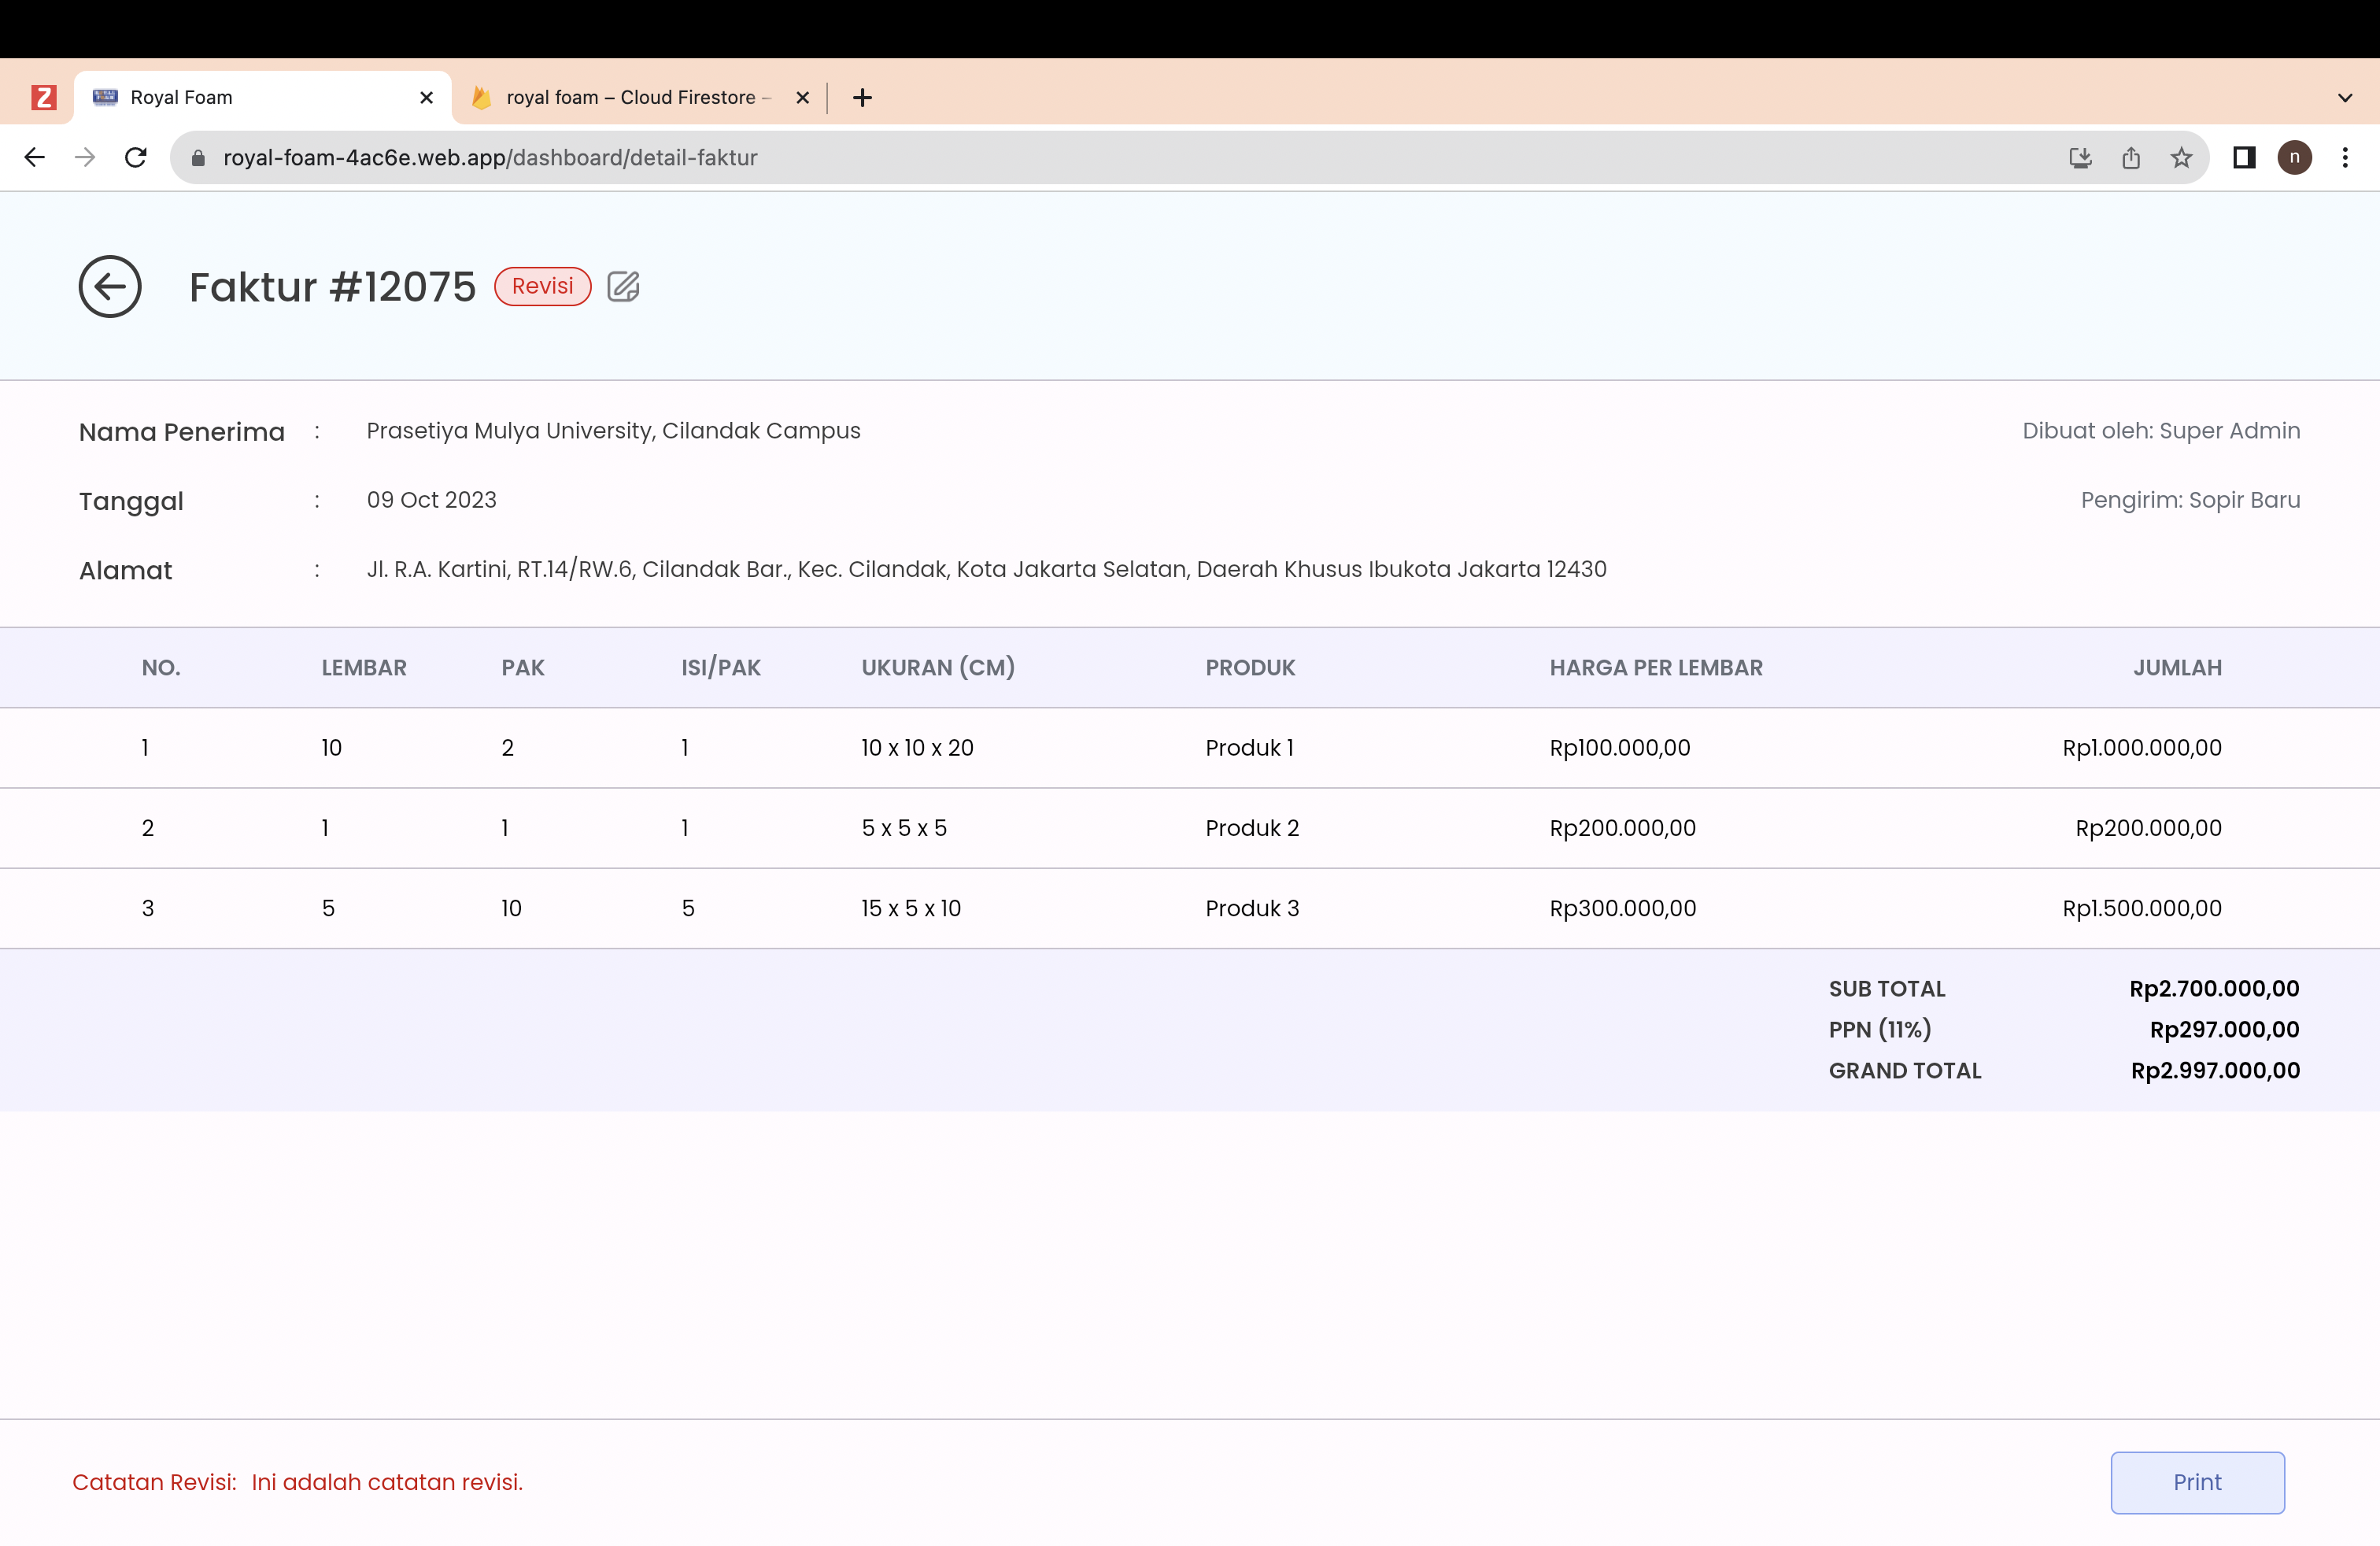 Royal Foam
royal foam – Cloud Firestore –
royal-foam-4ac6e.web.app/dashboard/detail-faktur
n
Faktur #12075 Revisi
Nama Penerima : Prasetiya Mulya University, Cilandak Campus Dibuat oleh: Super Admin
Tanggal : 09 Oct 2023 Pengirim: Sopir Baru
Alamat : Jl. R.A. Kartini, RT.14/RW.6, Cilandak Bar., Kec. Cilandak, Kota Jakarta Selatan, Daerah Khusus Ibukota Jakarta 12430
NO. LEMBAR PAK ISI/PAK UKURAN (CM) PRODUK HARGA PER LEMBAR JUMLAH
1 10 2 1 10 x 10 x 20 Produk 1 Rp100.000,00 Rp1.000.000,00
2 1 1 1 5 x 5 x 5 Produk 2 Rp200.000,00 Rp200.000,00
3 5 10 5 15 x 5 x 10 Produk 3 Rp300.000,00 Rp1.500.000,00
SUB TOTAL Rp2.700.000,00
PPN (11%) Rp297.000,00
GRAND TOTAL Rp2.997.000,00
Catatan Revisi: Ini adalah catatan revisi. Print